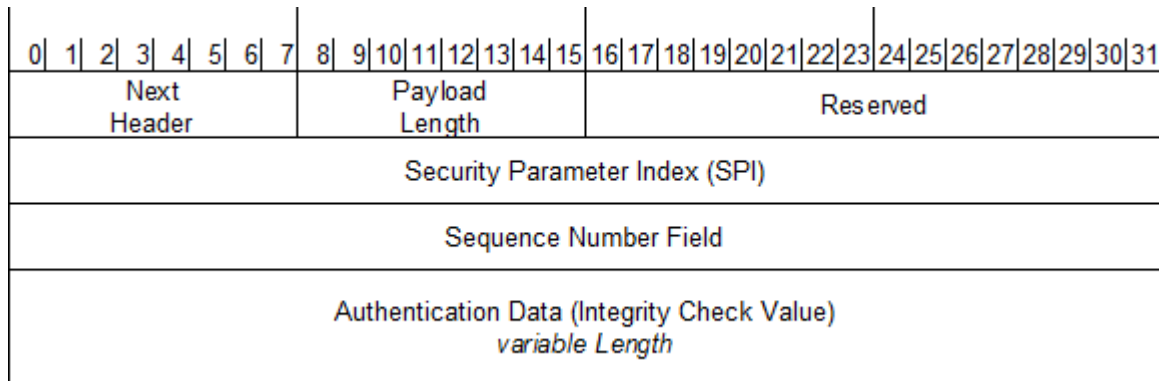 0 1 2 3 4 5 6 7 8 9 10 11 12 13 14 15 16 17 18 19 20 21 22 23 24 25 26 27 28 29 30 31
Next
Header
Payload
Length
Reserved
Security Parameter Index (SPI)
Sequence Number Field
Authentication Data (Integrity Check Value)
variable Length